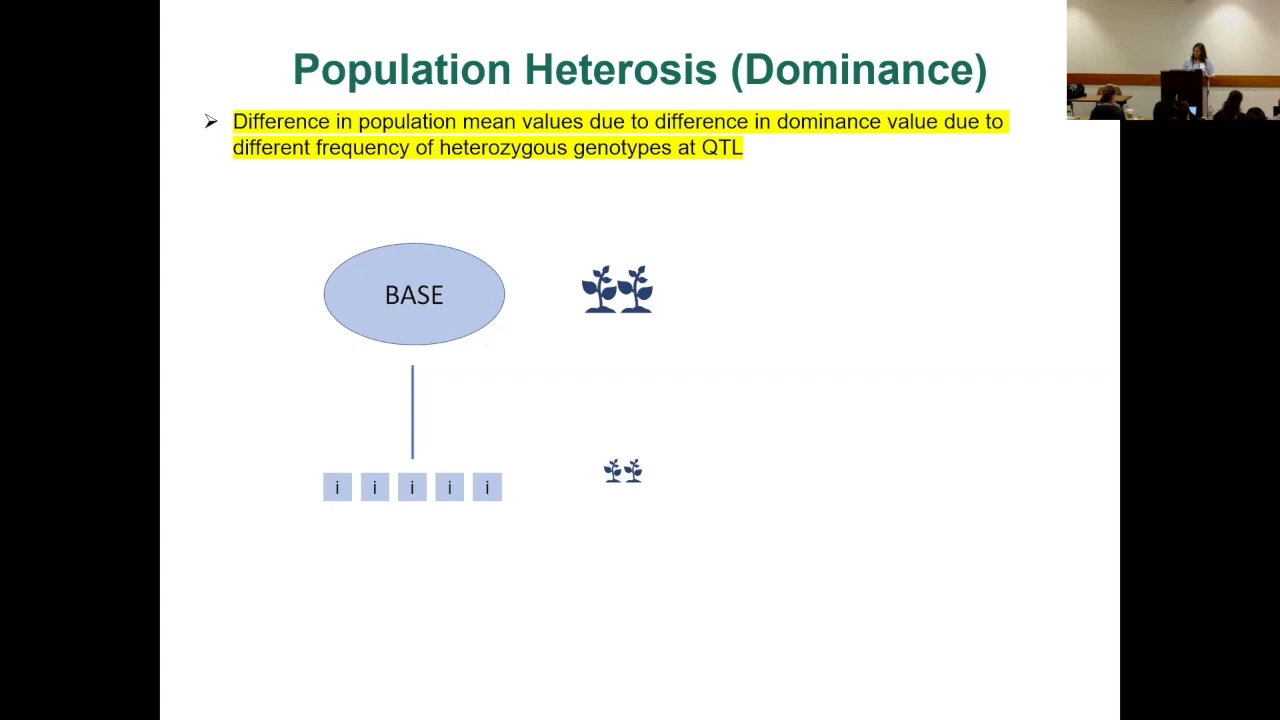 Population Heterosis (Dominance)
➢ Difference in population mean values due to difference in dominance value due to
different frequency of heterozygous genotypes at QTL
BASE
i i i i i